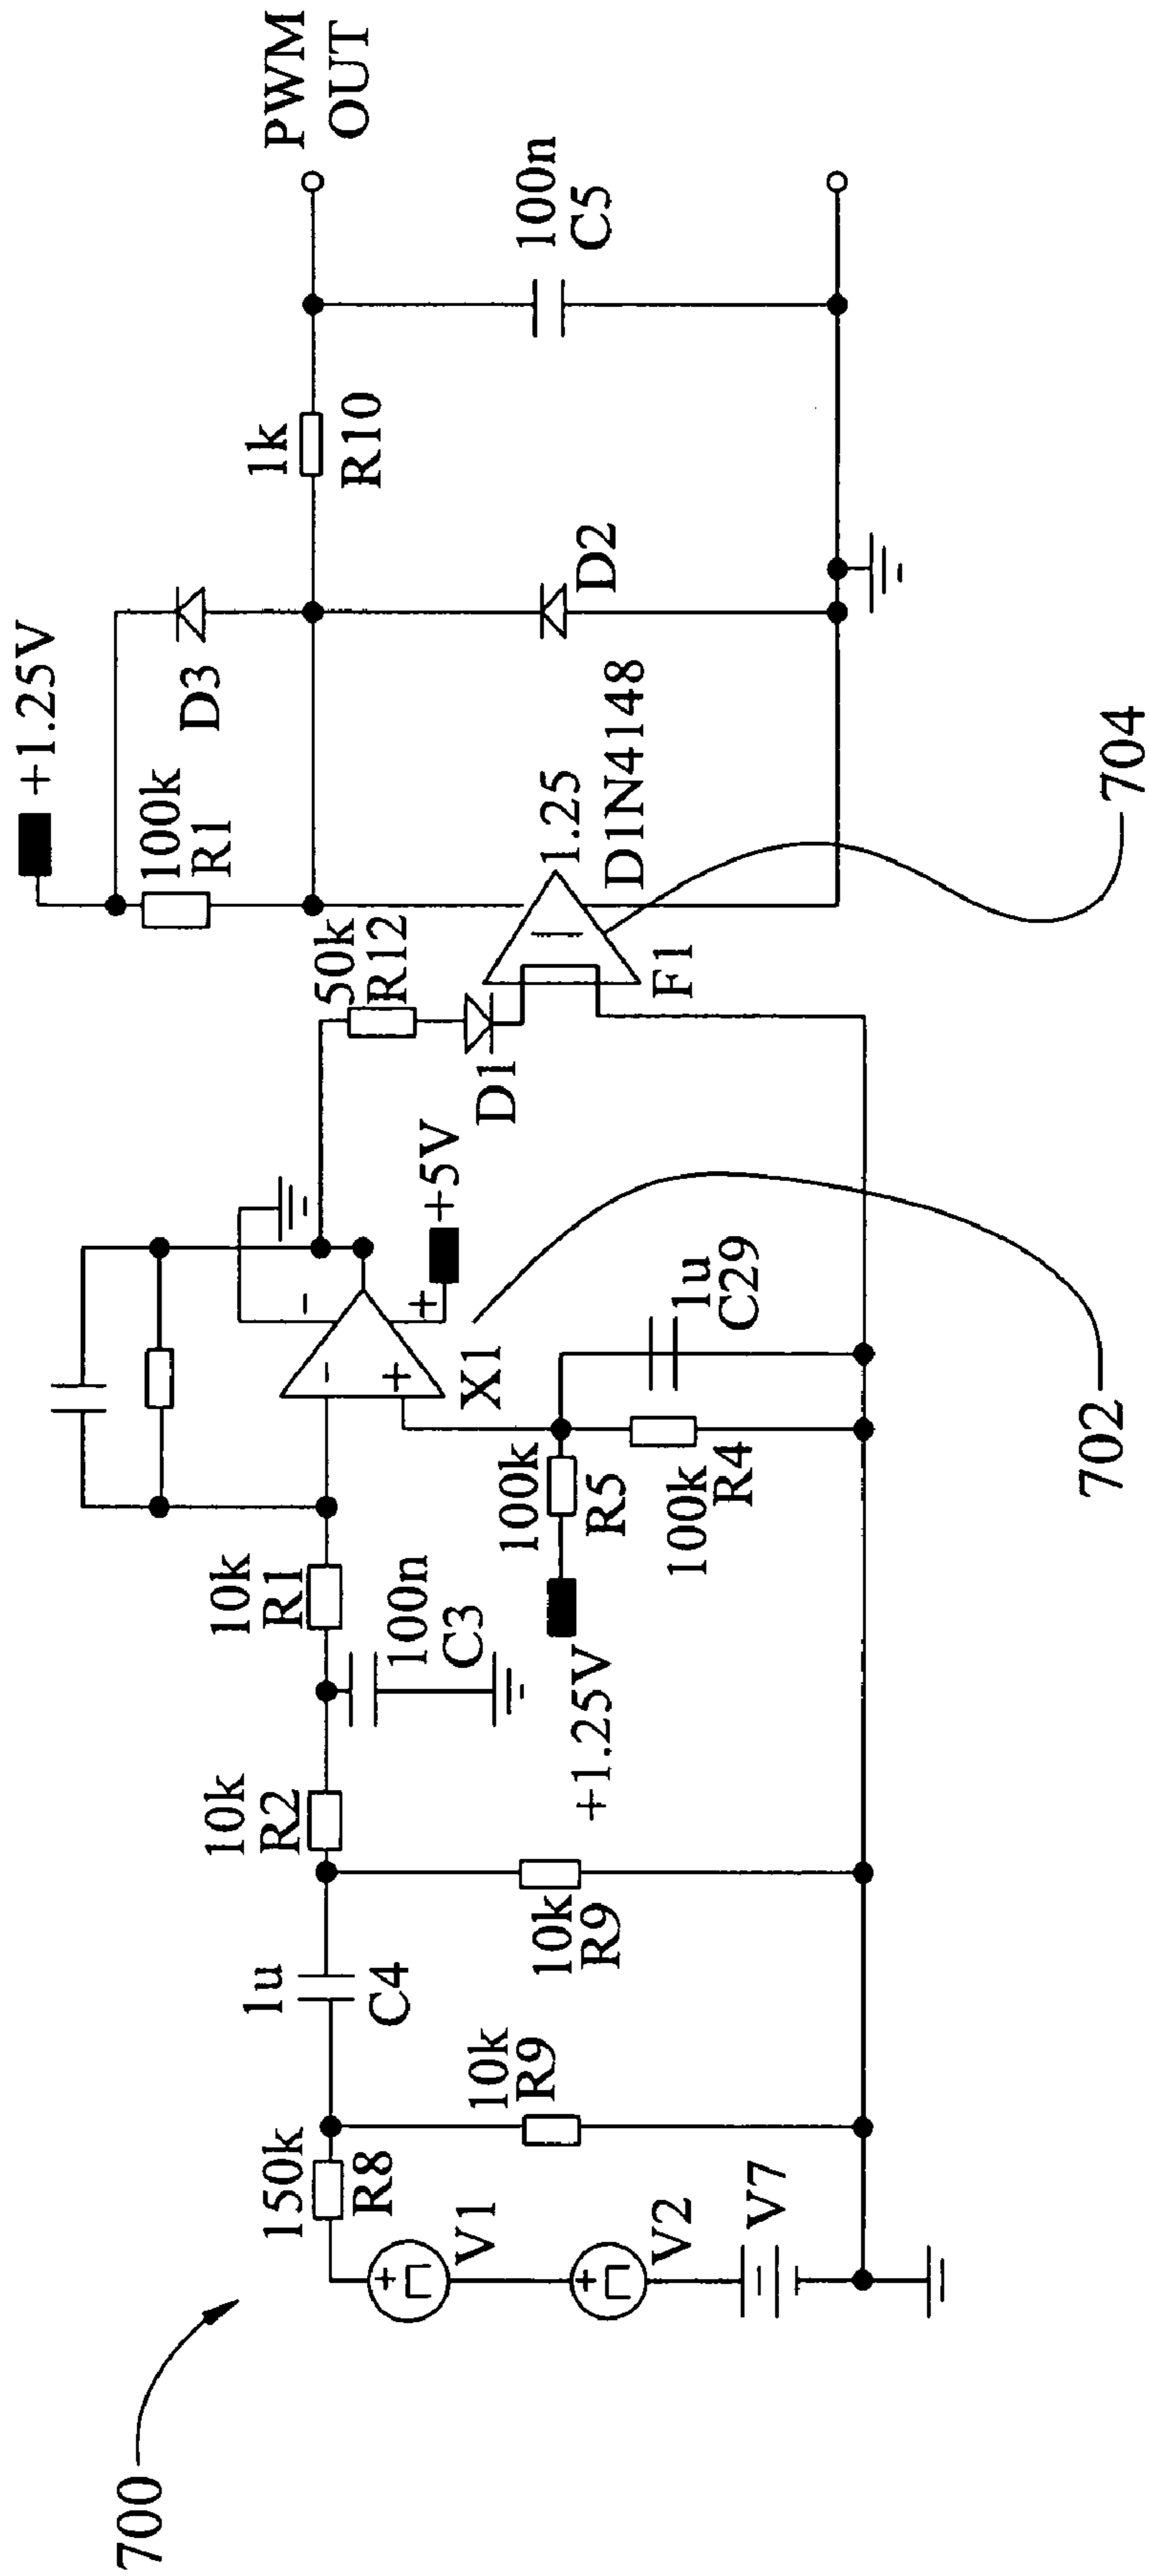 700
150k
R8
V1
V2
V7
10k
R9
1u
C4
10k
R9
10k
R2
100n
C3
10k
R1
+1.25V
100k
R5
100k
R4
1u
C29
-
+
-
+
X1
+5V
702
50k
R12
D1
F1
+1.25V
100k
R1
D3
1.25
D1N4148
I
704
D2
1k
R10
100n
C5
PWM
OUT